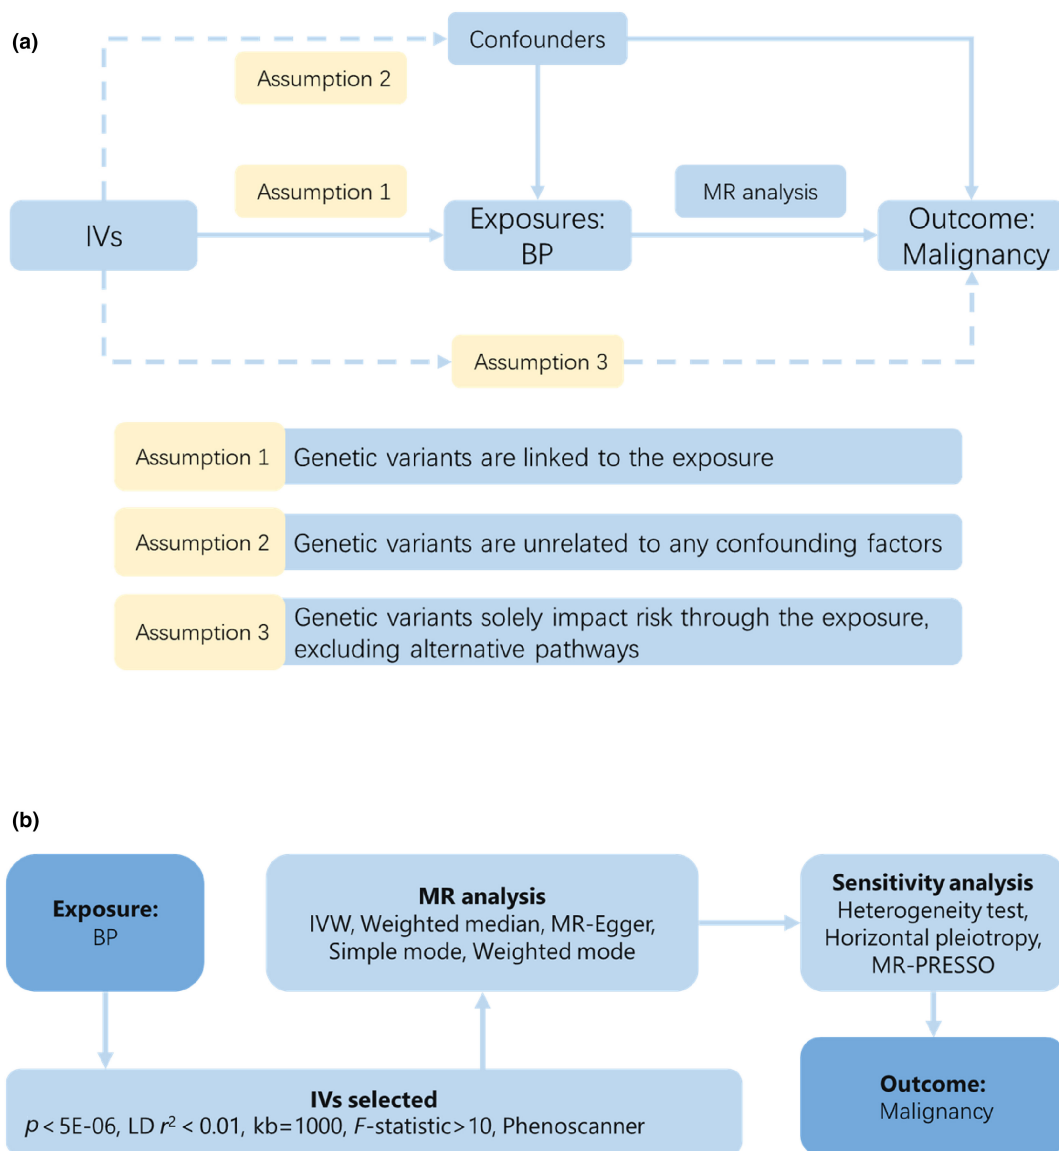 (a)
Confounders
Assumption 2
Assumption 1
MR analysis
IVs
Exposures:
BP
Outcome:
Malignancy
Assumption 3
Assumption 1
Genetic variants are linked to the exposure
Assumption 2
Genetic variants are unrelated to any confounding factors
Assumption 3
Genetic variants solely impact risk through the exposure,
excluding alternative pathways
(b)
Exposure:
BP
MR analysis
IVW, Weighted median, MR-Egger,
Simple mode, Weighted mode
Sensitivity analysis
Heterogeneity test,
Horizontal pleiotropy,
MR-PRESSO
IVs selected
p < 5E-06, LD r² < 0.01, kb=1000, F-statistic>10, Phenoscanner
Outcome:
Malignancy